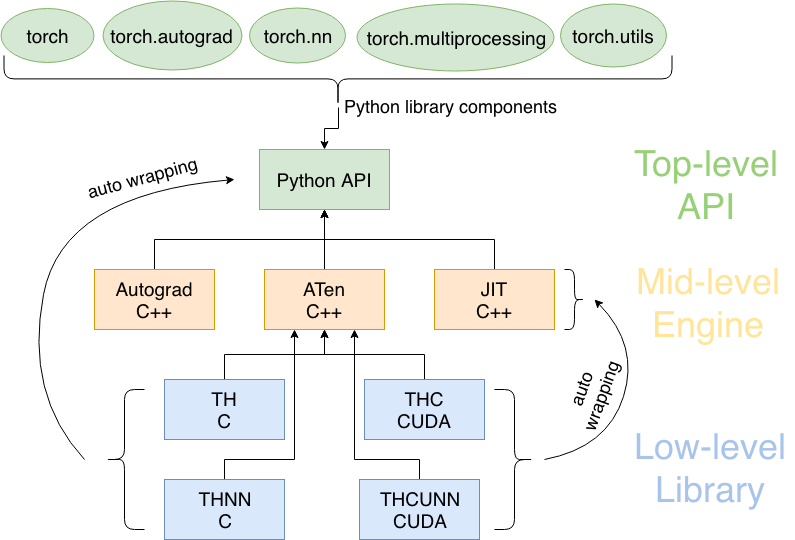 torch
torch.autograd
torch.nn
torch.multiprocessing
torch.utils
Python library components
auto wrapping
Python API
Top-level
API
Autograd
C++
ATen
C++
JIT
C++
Mid-level
Engine
TH
C
THC
CUDA
auto
wrapping
THNN
C
THCUNN
CUDA
Low-level
Library